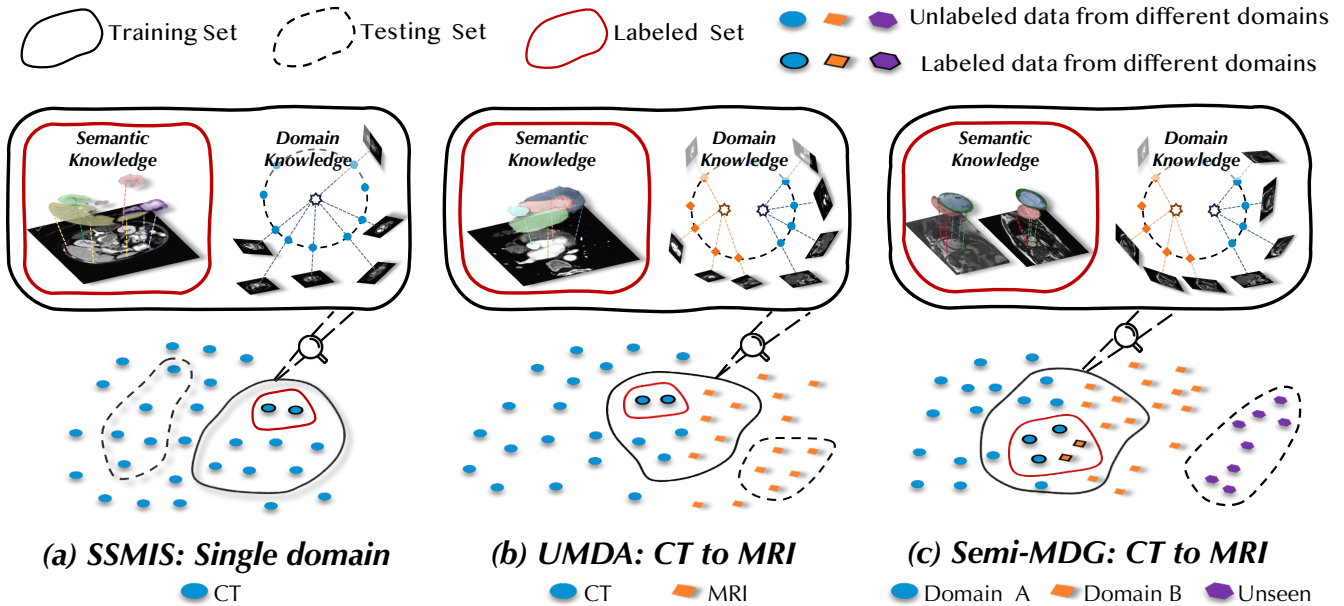 Training Set
Testing Set
Labeled Set
Unlabeled data from different domains
Labeled data from different domains
Semantic
Knowledge
Domain
Knowledge
Semantic
Knowledge
Domain
Knowledge
Semantic
Knowledge
Domain
Knowledge
(a) SSMIS: Single domain
(b) UMDA: CT to MRI
(c) Semi-MDG: CT to MRI
CT
CT
MRI
Domain A
Domain B
Unseen